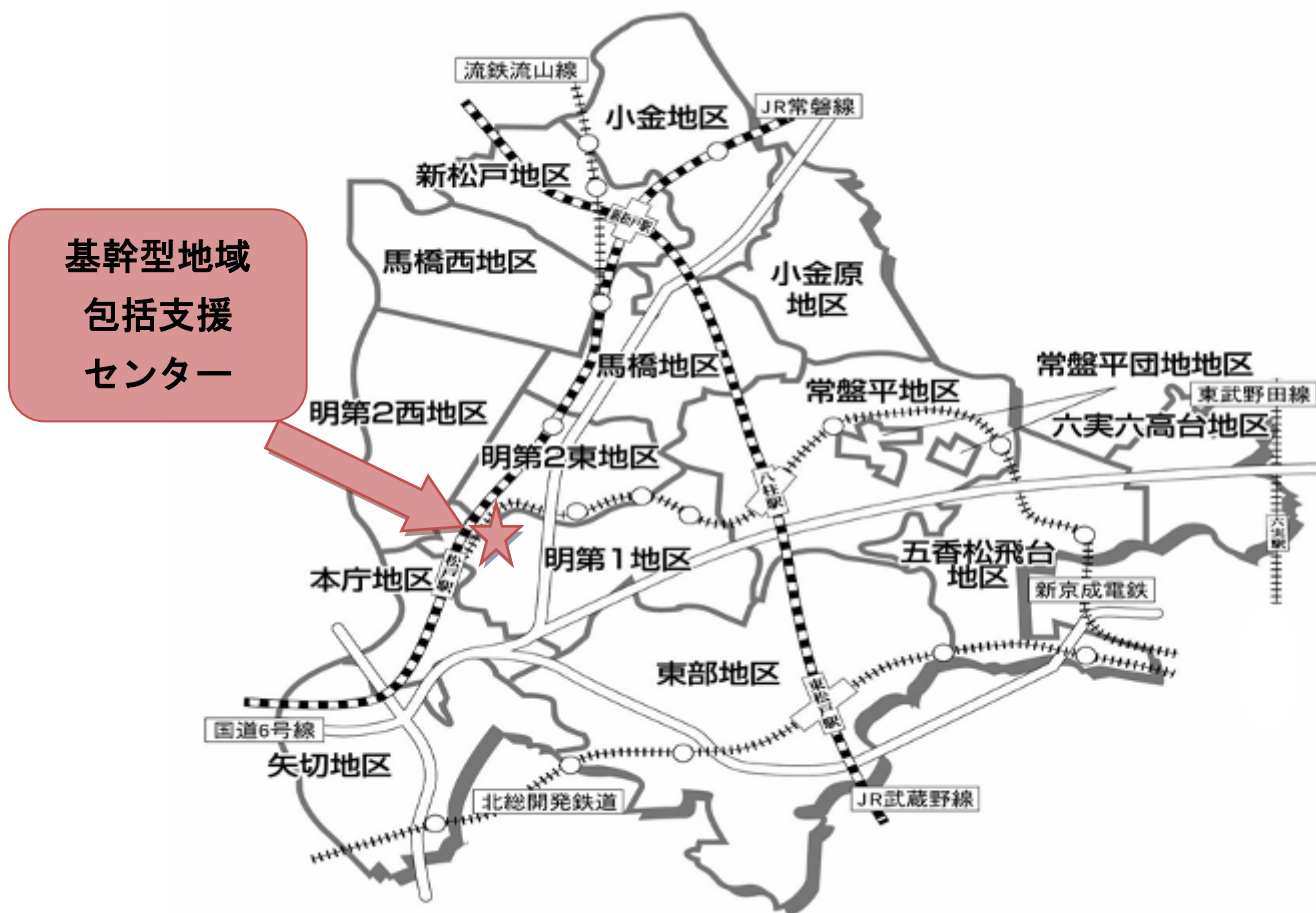 流鉄流山線
小金地区
JR常磐線
新松戸地区
新松戸駅
基幹型地域
包括支援
センター
馬橋西地区
小金原
地区
馬橋地区
常盤平団地地区
常盤平地区
東武野田線
明第2西地区
六実六高台地区
明第2東地区
八柱駅
六実駅
明第1地区
五香松飛台
地区
本庁地区
松戸駅
新京成電鉄
東部地区
東松戸駅
国道6号線
矢切地区
北総開発鉄道
JR武蔵野線